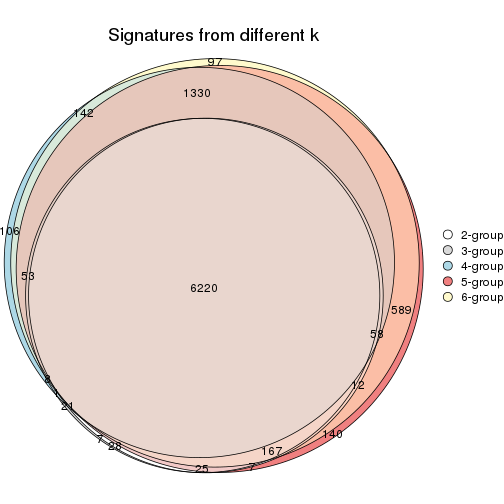 Signatures from different k
97
1330
142
106
53
6220
589
58
12
21
7
28
140
167
25
7
2-group
3-group
4-group
5-group
6-group